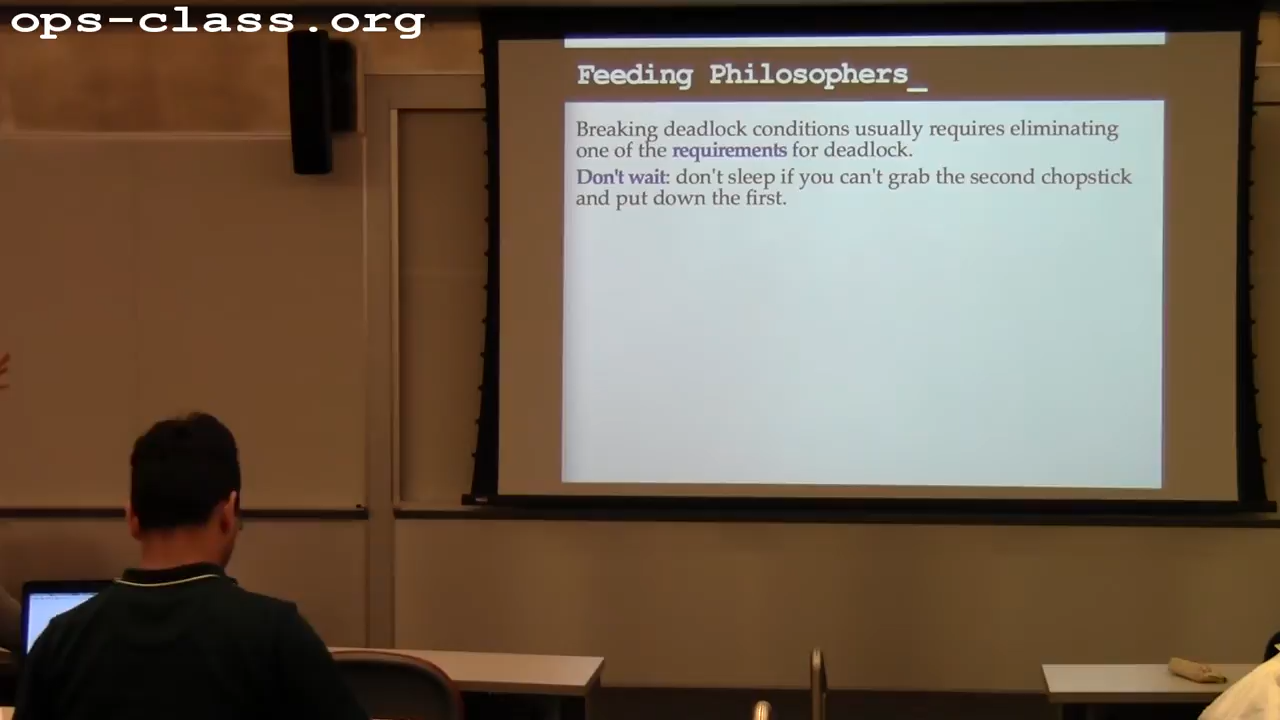 ops-class.org
Feeding Philosophers_
Breaking deadlock conditions usually requires eliminating
one of the requirements for deadlock.
Don't wait: don't sleep if you can't grab the second chopstick
and put down the first.